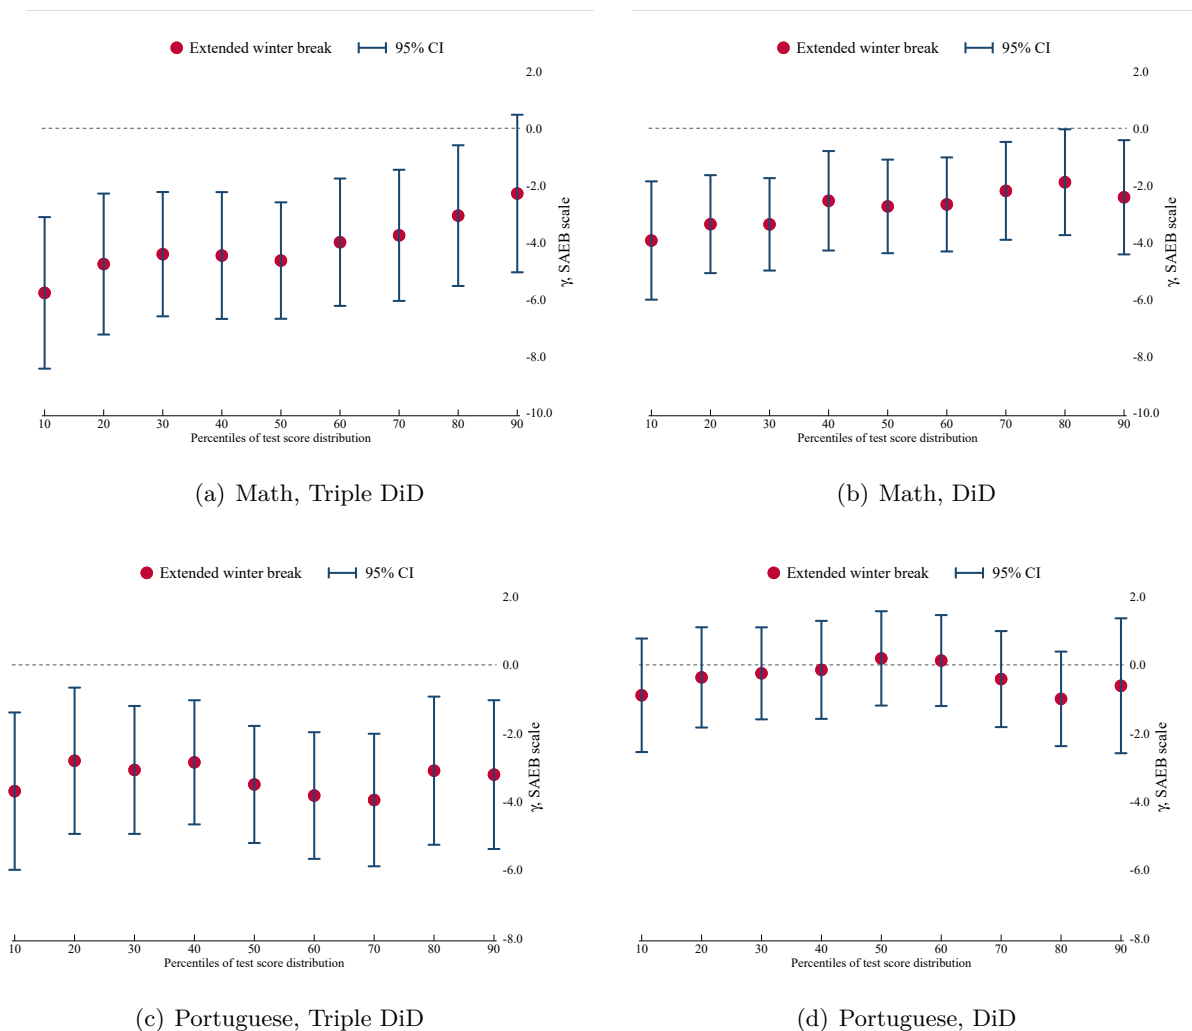 Extended winter break 95% CI
2.0
0.0
-2.0
-4.0
-6.0
-8.0
-10.0
γ, SAEB scale
10 20 30 40 50 60 70 80 90
Percentiles of test score distribution
(a) Math, Triple DiD
Extended winter break 95% CI
2.0
0.0
-2.0
-4.0
-6.0
-8.0
-10.0
γ, SAEB scale
10 20 30 40 50 60 70 80 90
Percentiles of test score distribution
(b) Math, DiD
Extended winter break 95% CI
2.0
0.0
-2.0
-4.0
-6.0
-8.0
γ, SAEB scale
10 20 30 40 50 60 70 80 90
Percentiles of test score distribution
(c) Portuguese, Triple DiD
Extended winter break 95% CI
2.0
0.0
-2.0
-4.0
-6.0
-8.0
γ, SAEB scale
10 20 30 40 50 60 70 80 90
Percentiles of test score distribution
(d) Portuguese, DiD